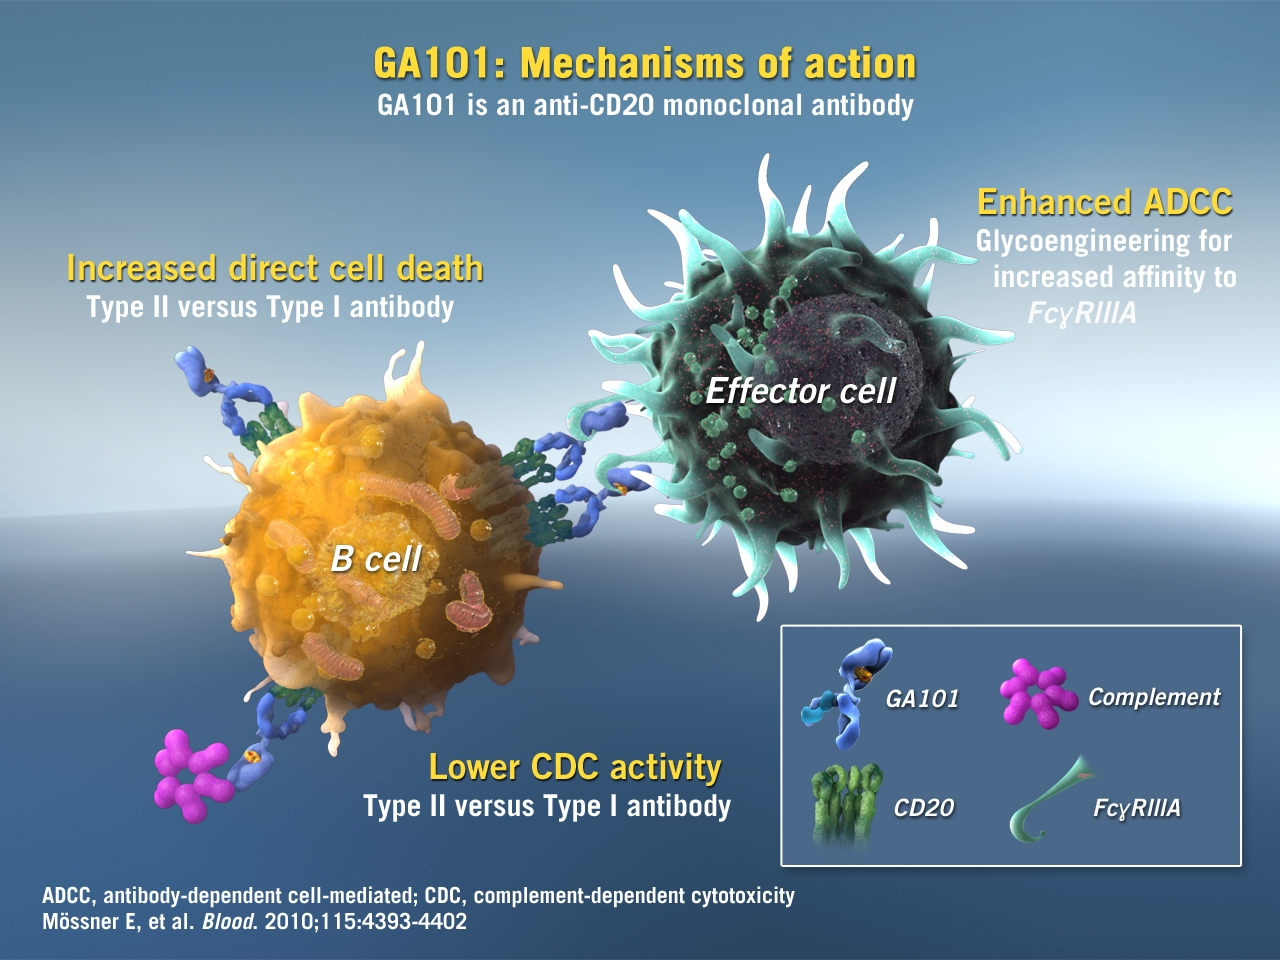 GA101: Mechanisms of action
GA101 is an anti-CD20 monoclonal antibody
Enhanced ADCC
Glycoengineering for
increased affinity to
FcɣRIIIA
Increased direct cell death
Type II versus Type I antibody
Effector cell
B cell
GA101
Complement
CD20
FcɣRIIIA
Lower CDC activity
Type II versus Type I antibody
ADCC, antibody-dependent cell-mediated; CDC, complement-dependent cytotoxicity
Mössner E, et al. Blood. 2010;115:4393-4402